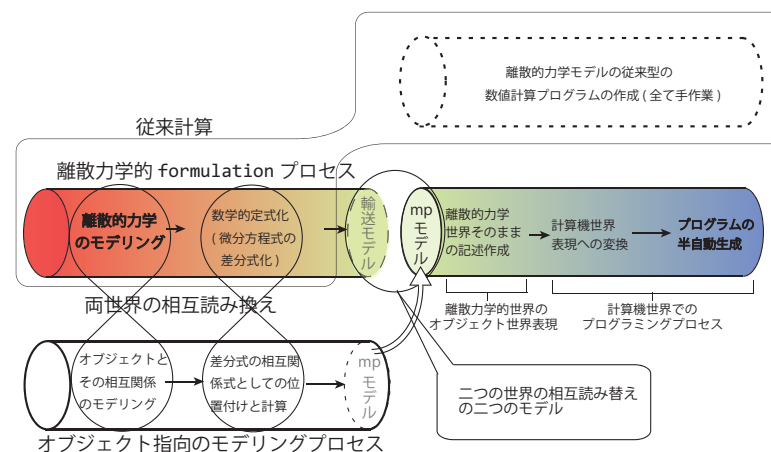 離散的力学モデルの従来型の
数値計算プログラムの作成 ( 全て手作業 )
従来計算
離散力学的 formulation プロセス
離散的力学
のモデリング
数学的定式化
( 微分方程式の
差分式化 )
輸送モデル
mp
モデル
離散的力学
世界そのまま
の記述作成
計算機世界
表現への変換
プログラムの
半自動生成
両世界の相互読み換え
離散力学的世界の
オブジェクト世界表現
計算機世界での
プログラミングプロセス
オブジェクトと
その相互関係
のモデリング
差分式の相互関
係式としての位
置付けと計算
mp
モデル
二つの世界の相互読み替え
の二つのモデル
オブジェクト指向のモデリングプロセス